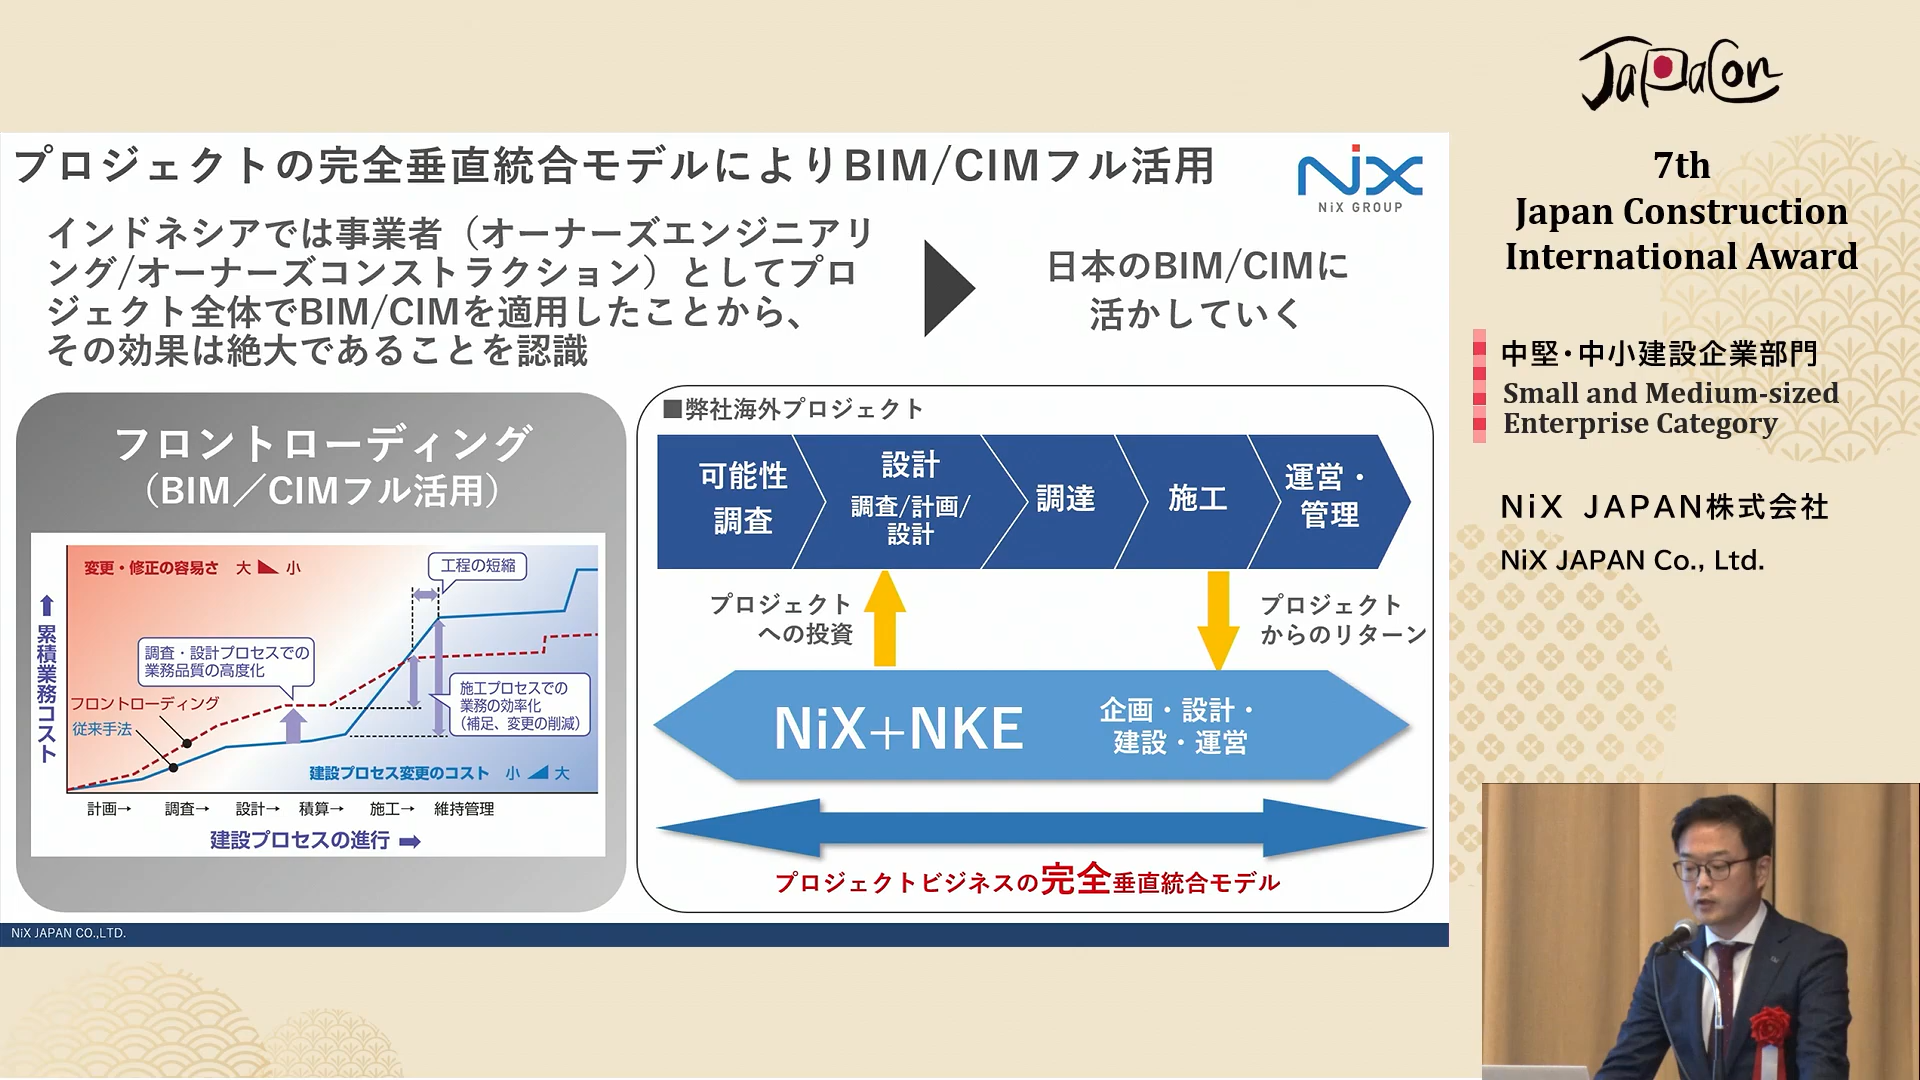 プロジェクトの完全垂直統合モデルによりBIM/CIMフル活用
NiX
NiX GROUP
インドネシアでは事業者（オーナーズエンジニアリ
ング/オーナーズコンストラクション）としてプロ
ジェクト全体でBIM/CIMを適用したことから、
その効果は絶大であることを認識
日本のBIM/CIMに
活かしていく
フロントローディング
（BIM／CIMフル活用）
変更・修正の容易さ 大 小
工程の短縮
↑累積業務コスト
調査・設計プロセスでの
業務品質の高度化
フロントローディング
従来手法
施工プロセスでの
業務の効率化
（補足、変更の削減）
建設プロセス変更のコスト 小 大
計画→ 調査→ 設計→ 積算→ 施工→ 維持管理
建設プロセスの進行 ➡
■弊社海外プロジェクト
可能性
調査
設計
調査/計画/
設計
調達
施工
運営・
管理
プロジェクト
への投資
プロジェクト
からのリターン
NiX+NKE
企画・設計・
建設・運営
プロジェクトビジネスの完全垂直統合モデル
NiX JAPAN CO.,LTD.
JaPaCon
7th
Japan Construction
International Award
中堅・中小建設企業部門
Small and Medium-sized
Enterprise Category
NiX JAPAN株式会社
NiX JAPAN Co., Ltd.